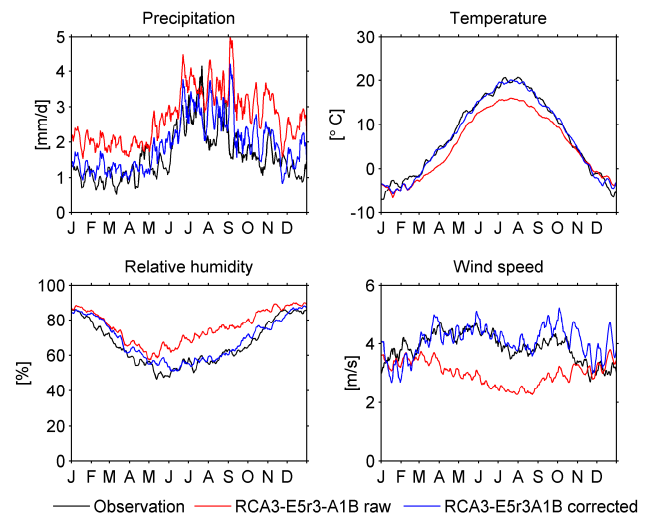 Precipitation
5
4
3
2
1
0
[mm/d]
J F M A M J J A S O N D
Temperature
30
20
10
0
-10
[° C]
J F M A M J J A S O N D
Relative humidity
100
80
60
40
20
0
[%]
J F M A M J J A S O N D
Wind speed
6
4
2
0
[m/s]
J F M A M J J A S O N D
Observation RCA3-E5r3-A1B raw RCA3-E5r3A1B corrected